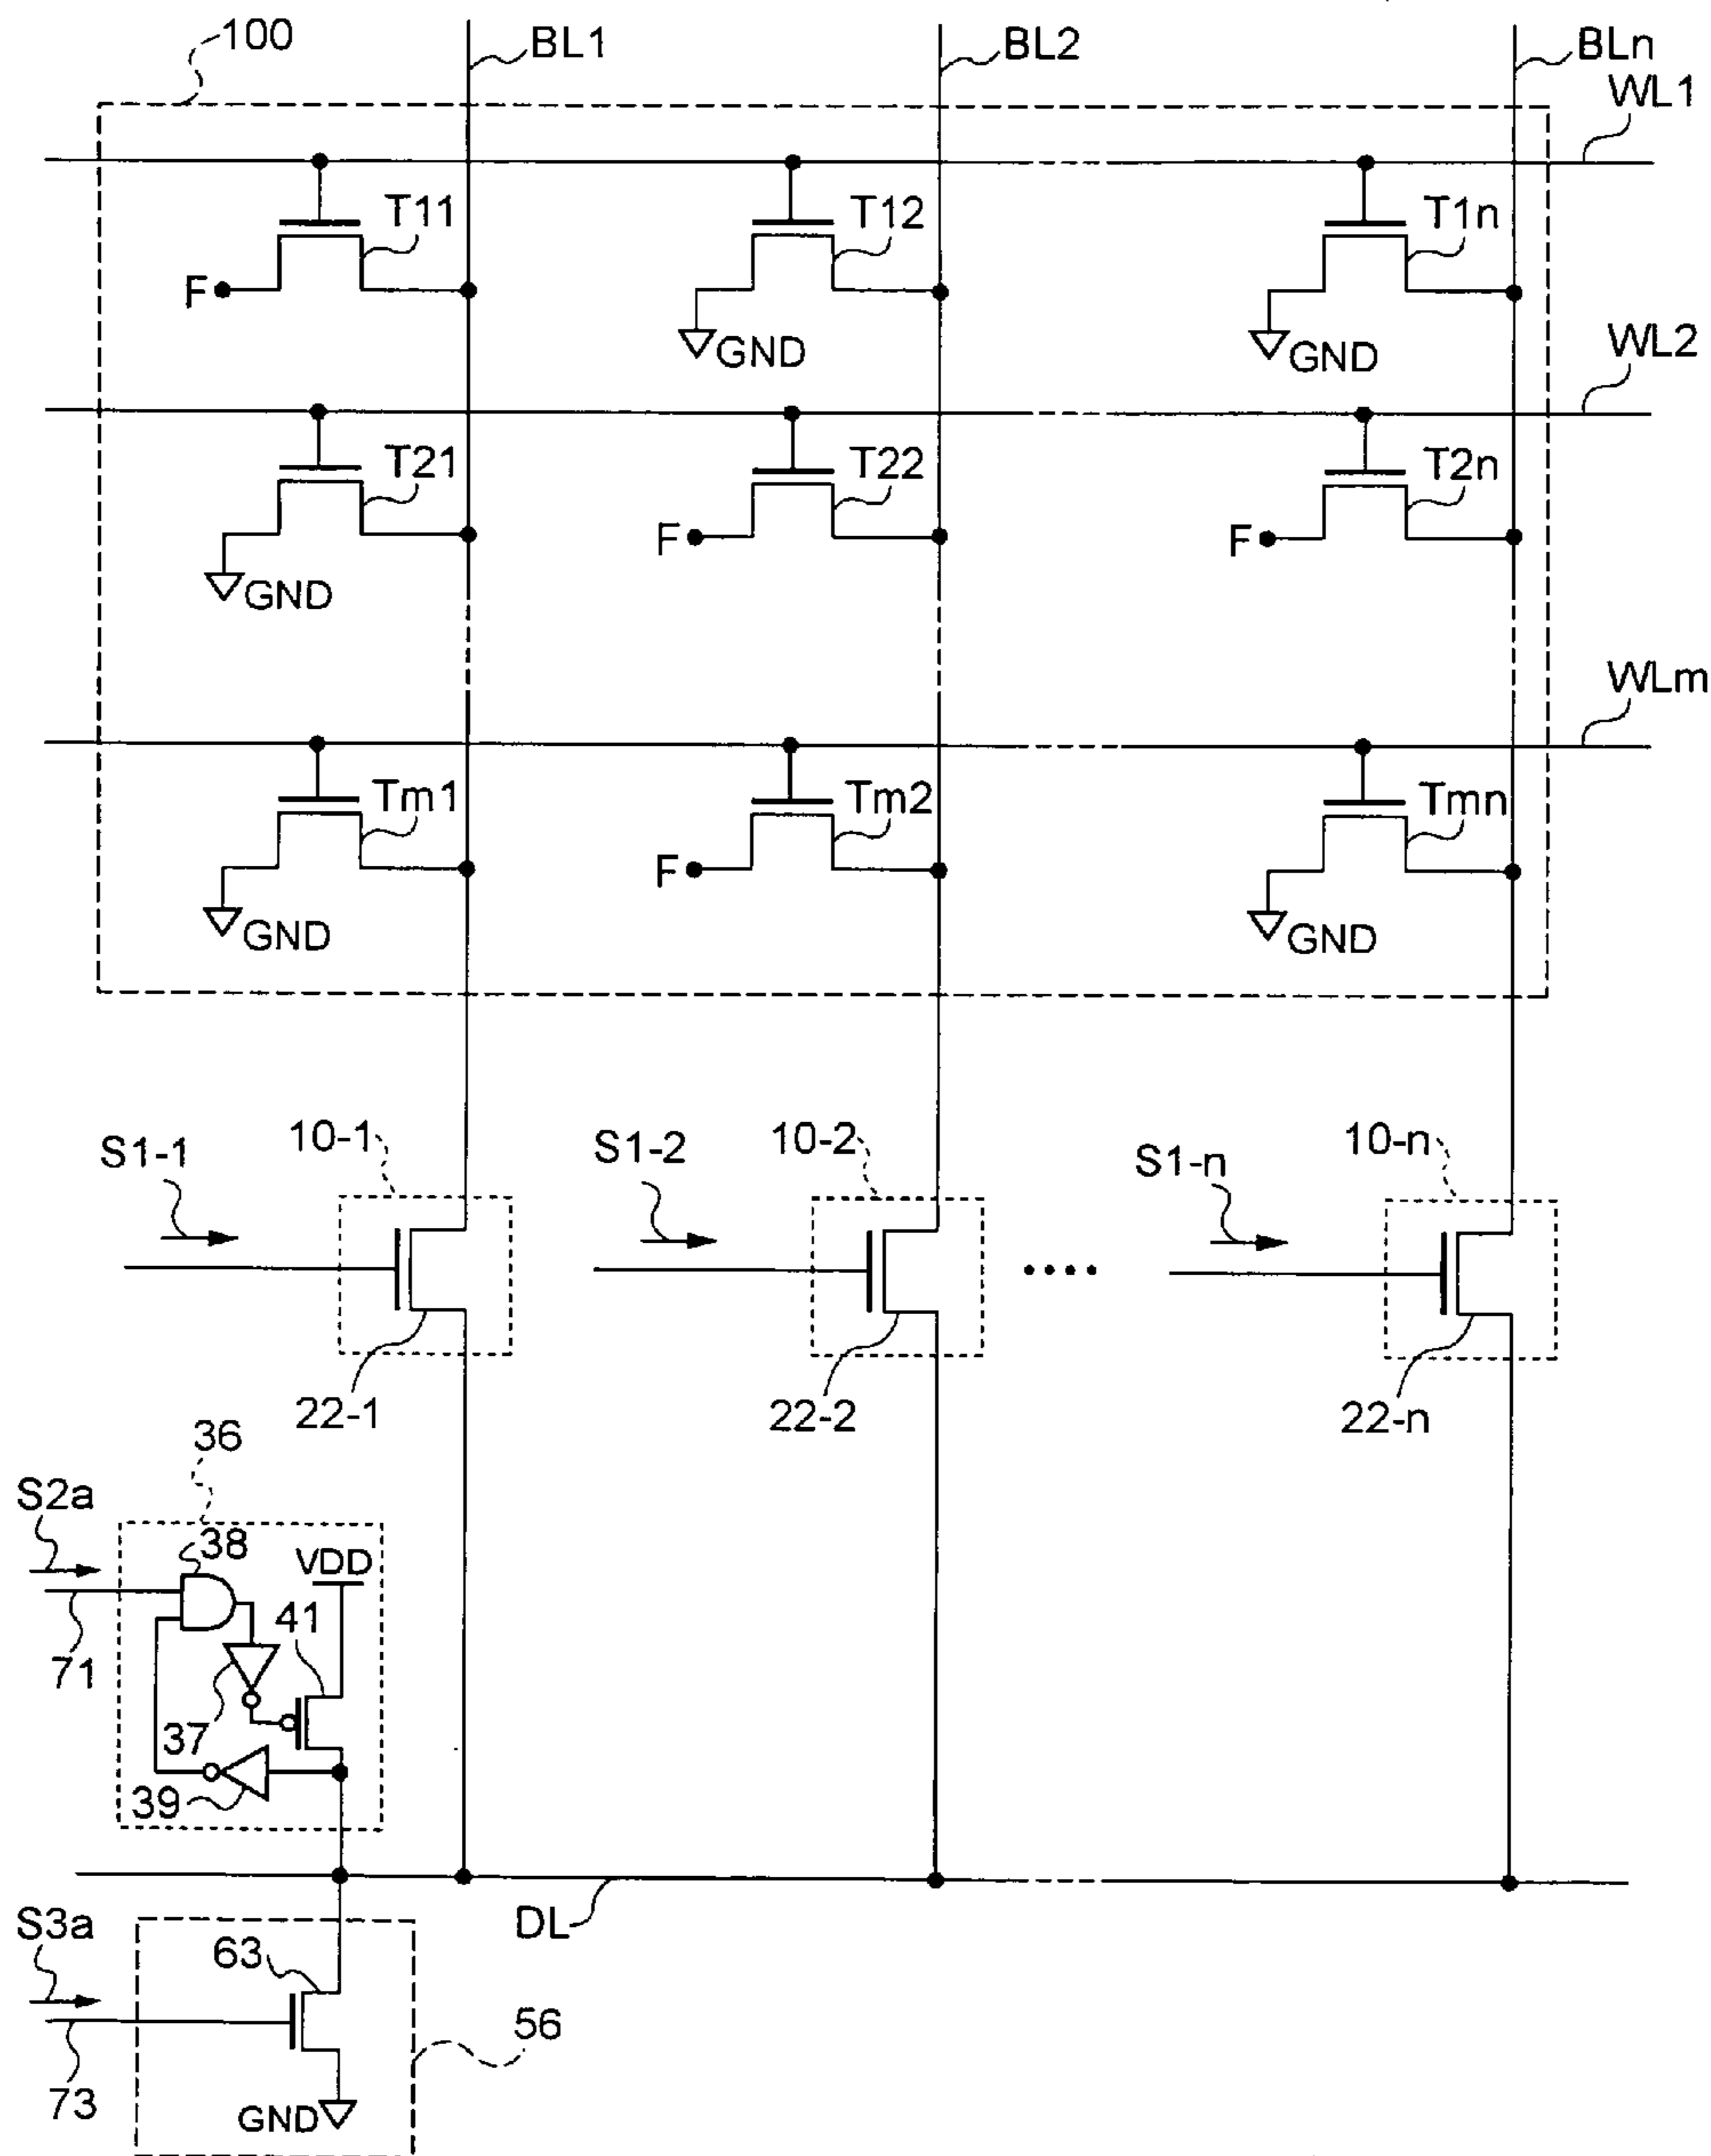 100
BL1
BL2
BLn
WL1
T11
T12
T1n
F
GND
GND
WL2
T21
T22
T2n
F
F
GND
WLm
Tm1
Tm2
Tmn
F
GND
GND
S1-1
10-1
S1-2
10-2
S1-n
10-n
22-1
22-2
22-n
36
S2a
38
VDD
41
71
37
39
DL
S3a
63
56
73
GND